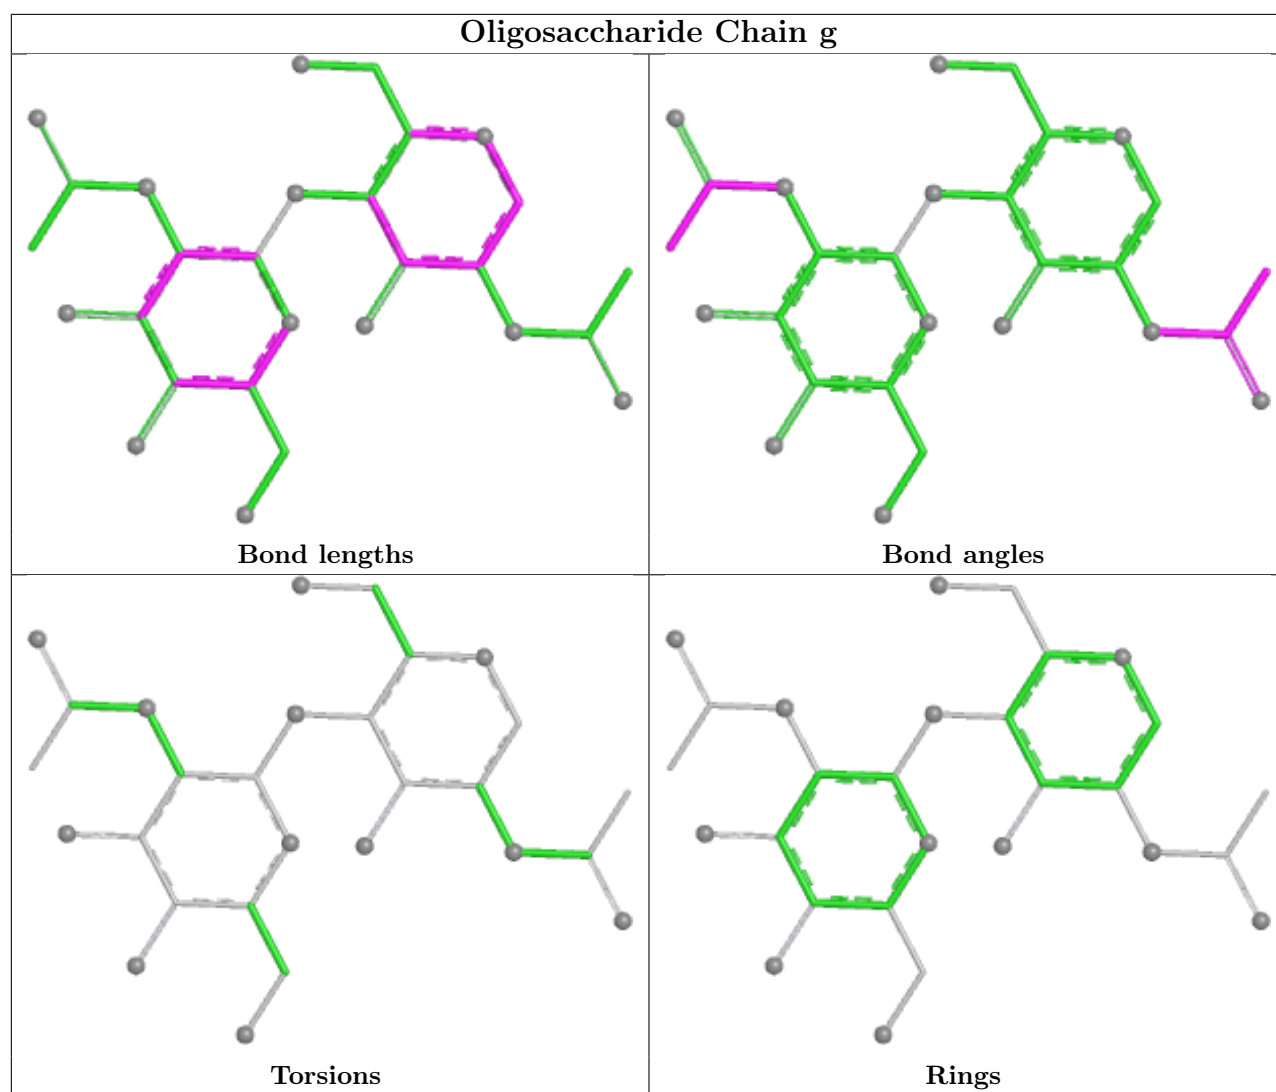 Oligosaccharide Chain g
Bond lengths
Bond angles
Torsions
Rings